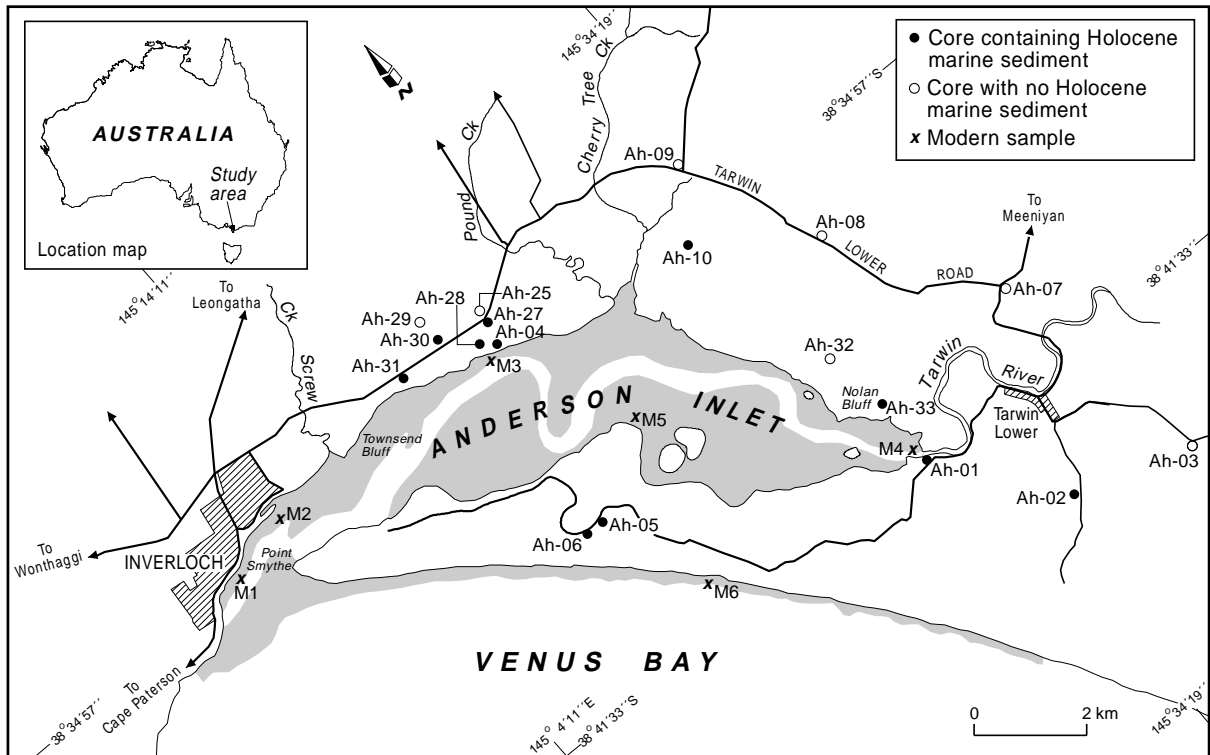 AUSTRALIA
Study
area
Location map
145°34´19´´
38°34´57´´ S
Core containing Holocene
marine sediment
Core with no Holocene
marine sediment
x Modern sample
N
Cherry Tree Ck
Pound Ck
Ah-09
TARWIN LOWER ROAD
To
Meeniyan
Ah-08
38°41´33´´
Ah-10
145°14´11´´
To
Leongatha
Ah-28
Ah-25
Ah-27
Ah-29
Ah-04
Ah-30
Ah-07
Screw Ck
Ah-31
M3
Ah-32
Tarwin River
ANDERSON INLET
M5
Nolan
Bluff
Ah-33
Tarwin
Lower
Townsend
Bluff
M4
Ah-01
Ah-03
Ah-02
M2
Ah-05
Ah-06
To
Wonthaggi
INVERLOCH
Point
Smythe
M1
M6
VENUS BAY
To
Cape Paterson
38°34´57´´
145°4´11´´E
38°41´33´´S
0 2 km
145°34´19´´